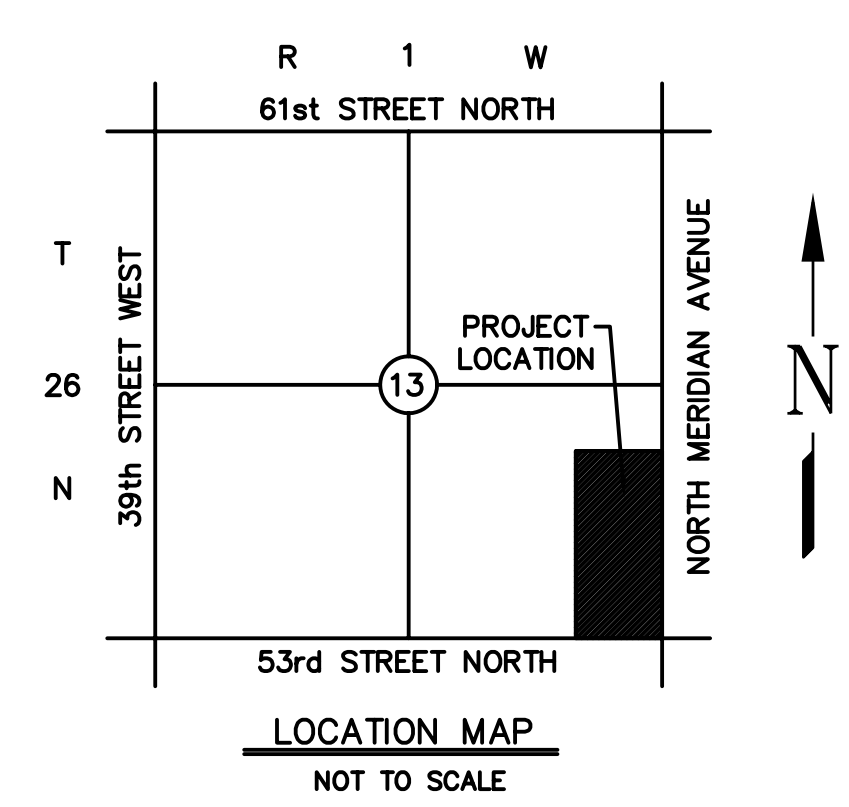 R 1 W
61st STREET NORTH
T
26
N
39th STREET WEST
PROJECT
LOCATION
13
NORTH MERIDIAN AVENUE
N
53rd STREET NORTH
LOCATION MAP
NOT TO SCALE